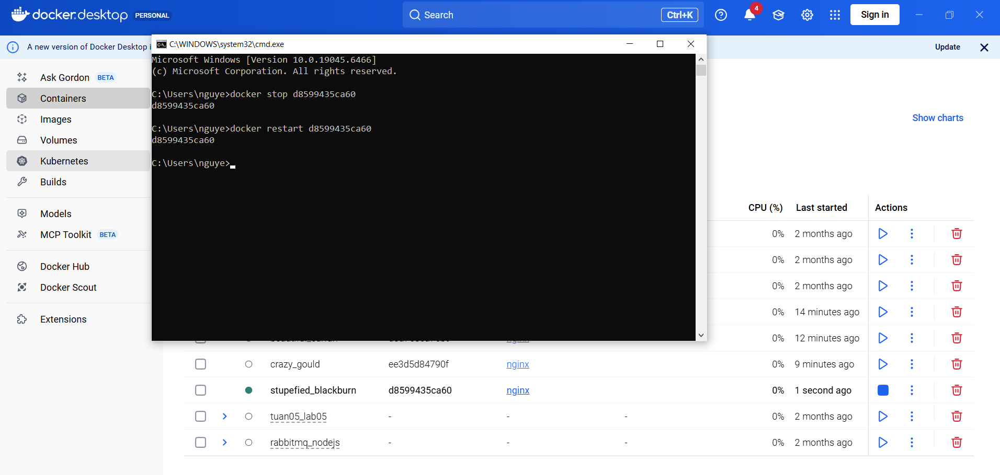 docker.desktop PERSONAL
Search
Ctrl+K
4
Sign in
A new version of Docker Desktop
Update
C:\WINDOWS\system32\cmd.exe
Microsoft Windows [Version 10.0.19045.6466]
(c) Microsoft Corporation. All rights reserved.
C:\Users\nguye>docker stop d8599435ca60
d8599435ca60
C:\Users\nguye>docker restart d8599435ca60
d8599435ca60
C:\Users\nguye>
Ask Gordon BETA
Containers
Images
Volumes
Kubernetes
Builds
Models
MCP Toolkit BETA
Docker Hub
Docker Scout
Extensions
Show charts
CPU (%) Last started Actions
0% 2 months ago
0% 2 months ago
0% 2 months ago
0% 14 minutes ago
nginx 0% 12 minutes ago
crazy_gould ee3d5d84790f nginx 0% 9 minutes ago
stupefied_blackburn d8599435ca60 nginx 0% 1 second ago
tuan05_lab05 - - - 0% 2 months ago
rabbitmq_nodejs - - - 0% 2 months ago